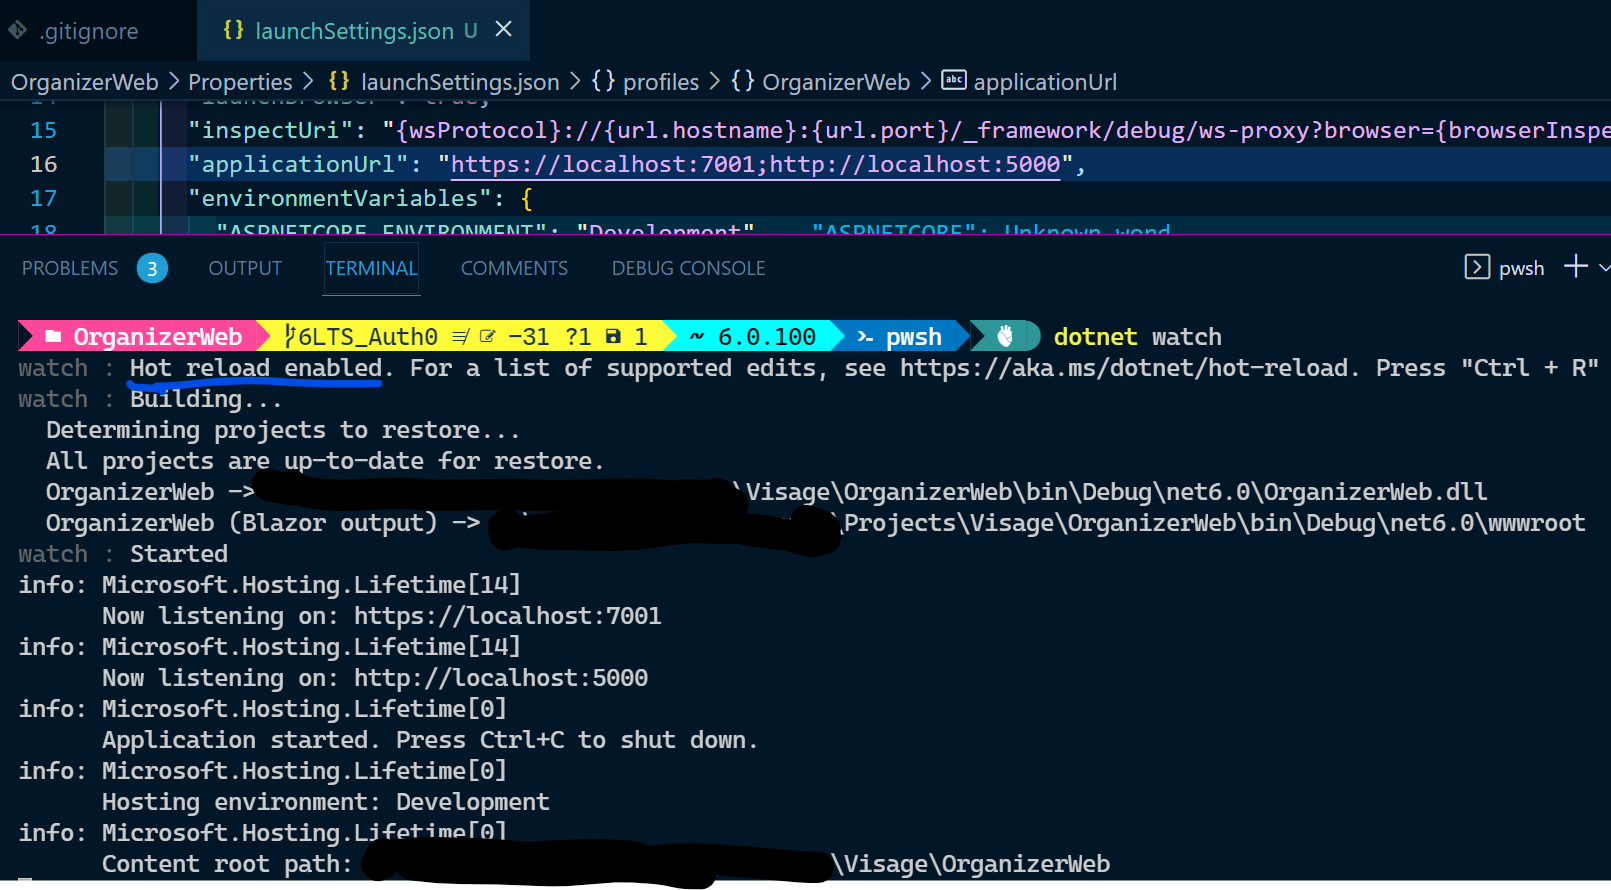 .gitignore {} launchSettings.json U
OrganizerWeb > Properties > {} launchSettings.json > {} profiles > {} OrganizerWeb > abc applicationUrl
14 "launchBrowser": true,
15 "inspectUri": "{wsProtocol}://{url.hostname}:{url.port}/_framework/debug/ws-proxy?browser={browserInspe
16 "applicationUrl": "https://localhost:7001;http://localhost:5000",
17 "environmentVariables": {
18 "ASPNETCORE_ENVIRONMENT": "Development" "ASPNETCORE": Unknown word
PROBLEMS 3 OUTPUT TERMINAL COMMENTS DEBUG CONSOLE pwsh
OrganizerWeb 6LTS_Auth0 -31 ?1 1 6.0.100 pwsh dotnet watch
watch : Hot reload enabled. For a list of supported edits, see https://aka.ms/dotnet/hot-reload. Press "Ctrl + R"
watch : Building...
Determining projects to restore...
All projects are up-to-date for restore.
OrganizerWeb -> \Visage\OrganizerWeb\bin\Debug\net6.0\OrganizerWeb.dll
OrganizerWeb (Blazor output) -> \Projects\Visage\OrganizerWeb\bin\Debug\net6.0\wwwroot
watch : Started
info: Microsoft.Hosting.Lifetime[14]
Now listening on: https://localhost:7001
info: Microsoft.Hosting.Lifetime[14]
Now listening on: http://localhost:5000
info: Microsoft.Hosting.Lifetime[0]
Application started. Press Ctrl+C to shut down.
info: Microsoft.Hosting.Lifetime[0]
Hosting environment: Development
info: Microsoft.Hosting.Lifetime[0]
Content root path: \Visage\OrganizerWeb